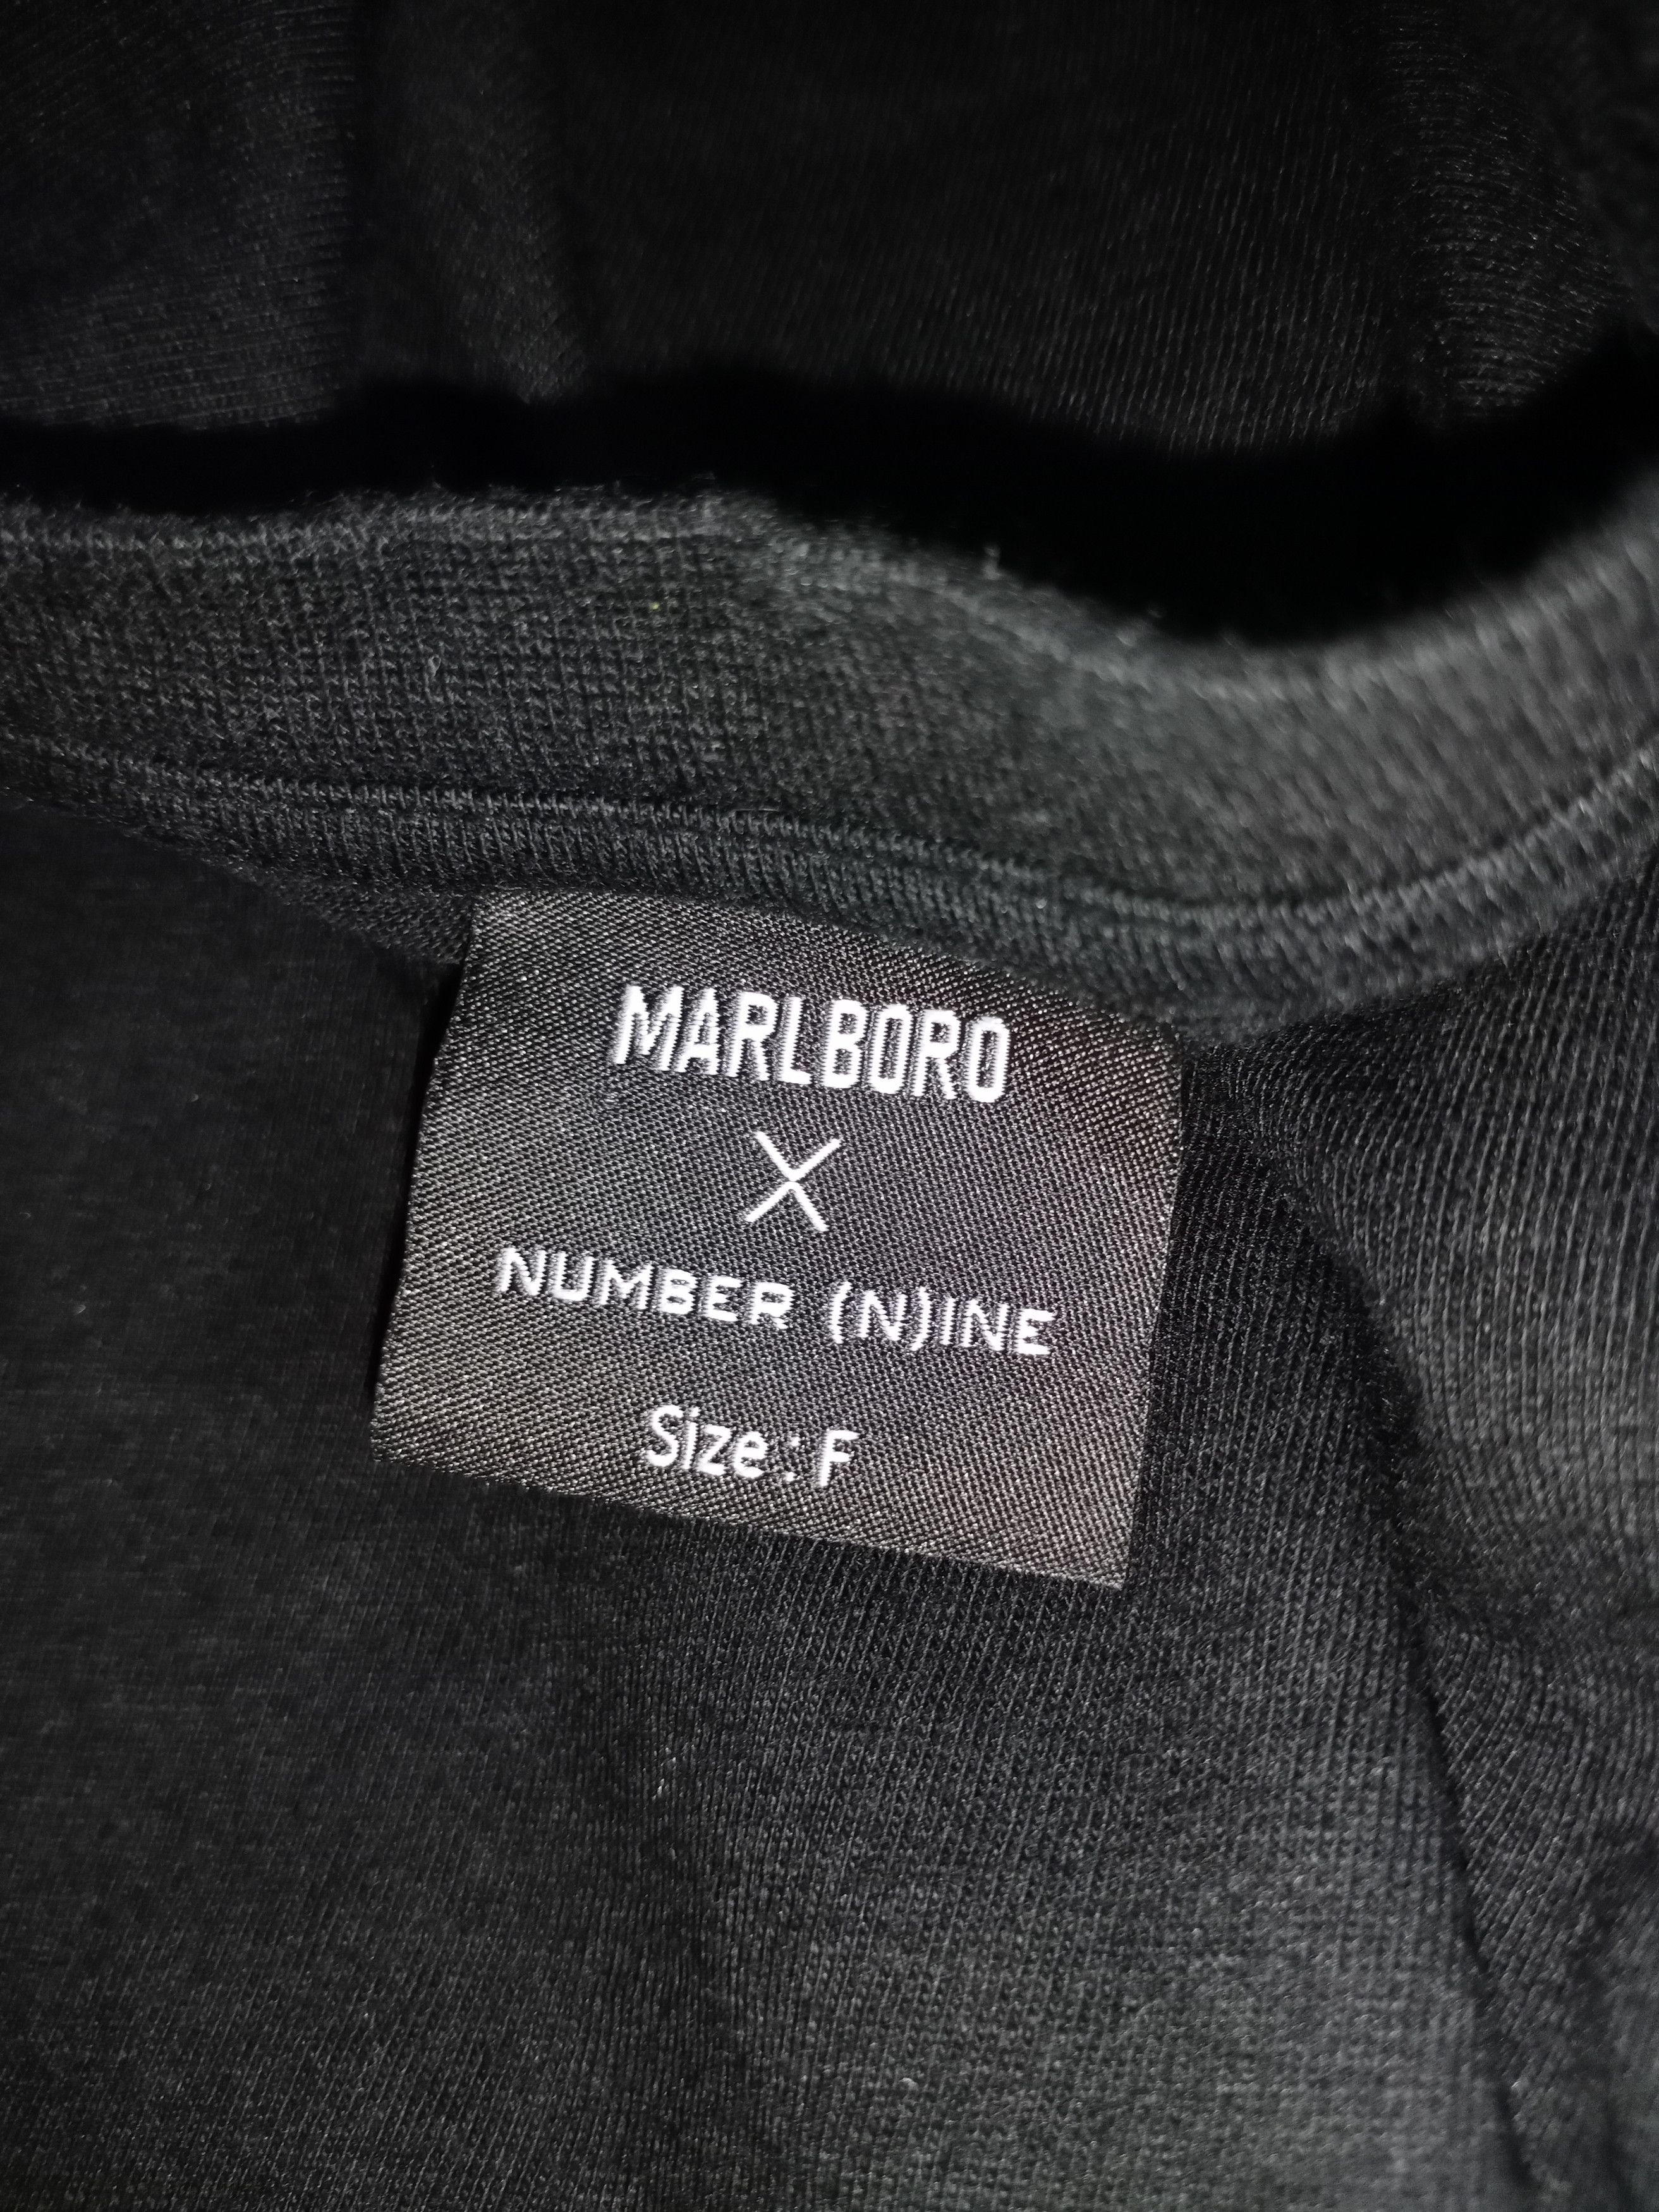 MARLBORO
X
NUMBER (N)INE
Size: F